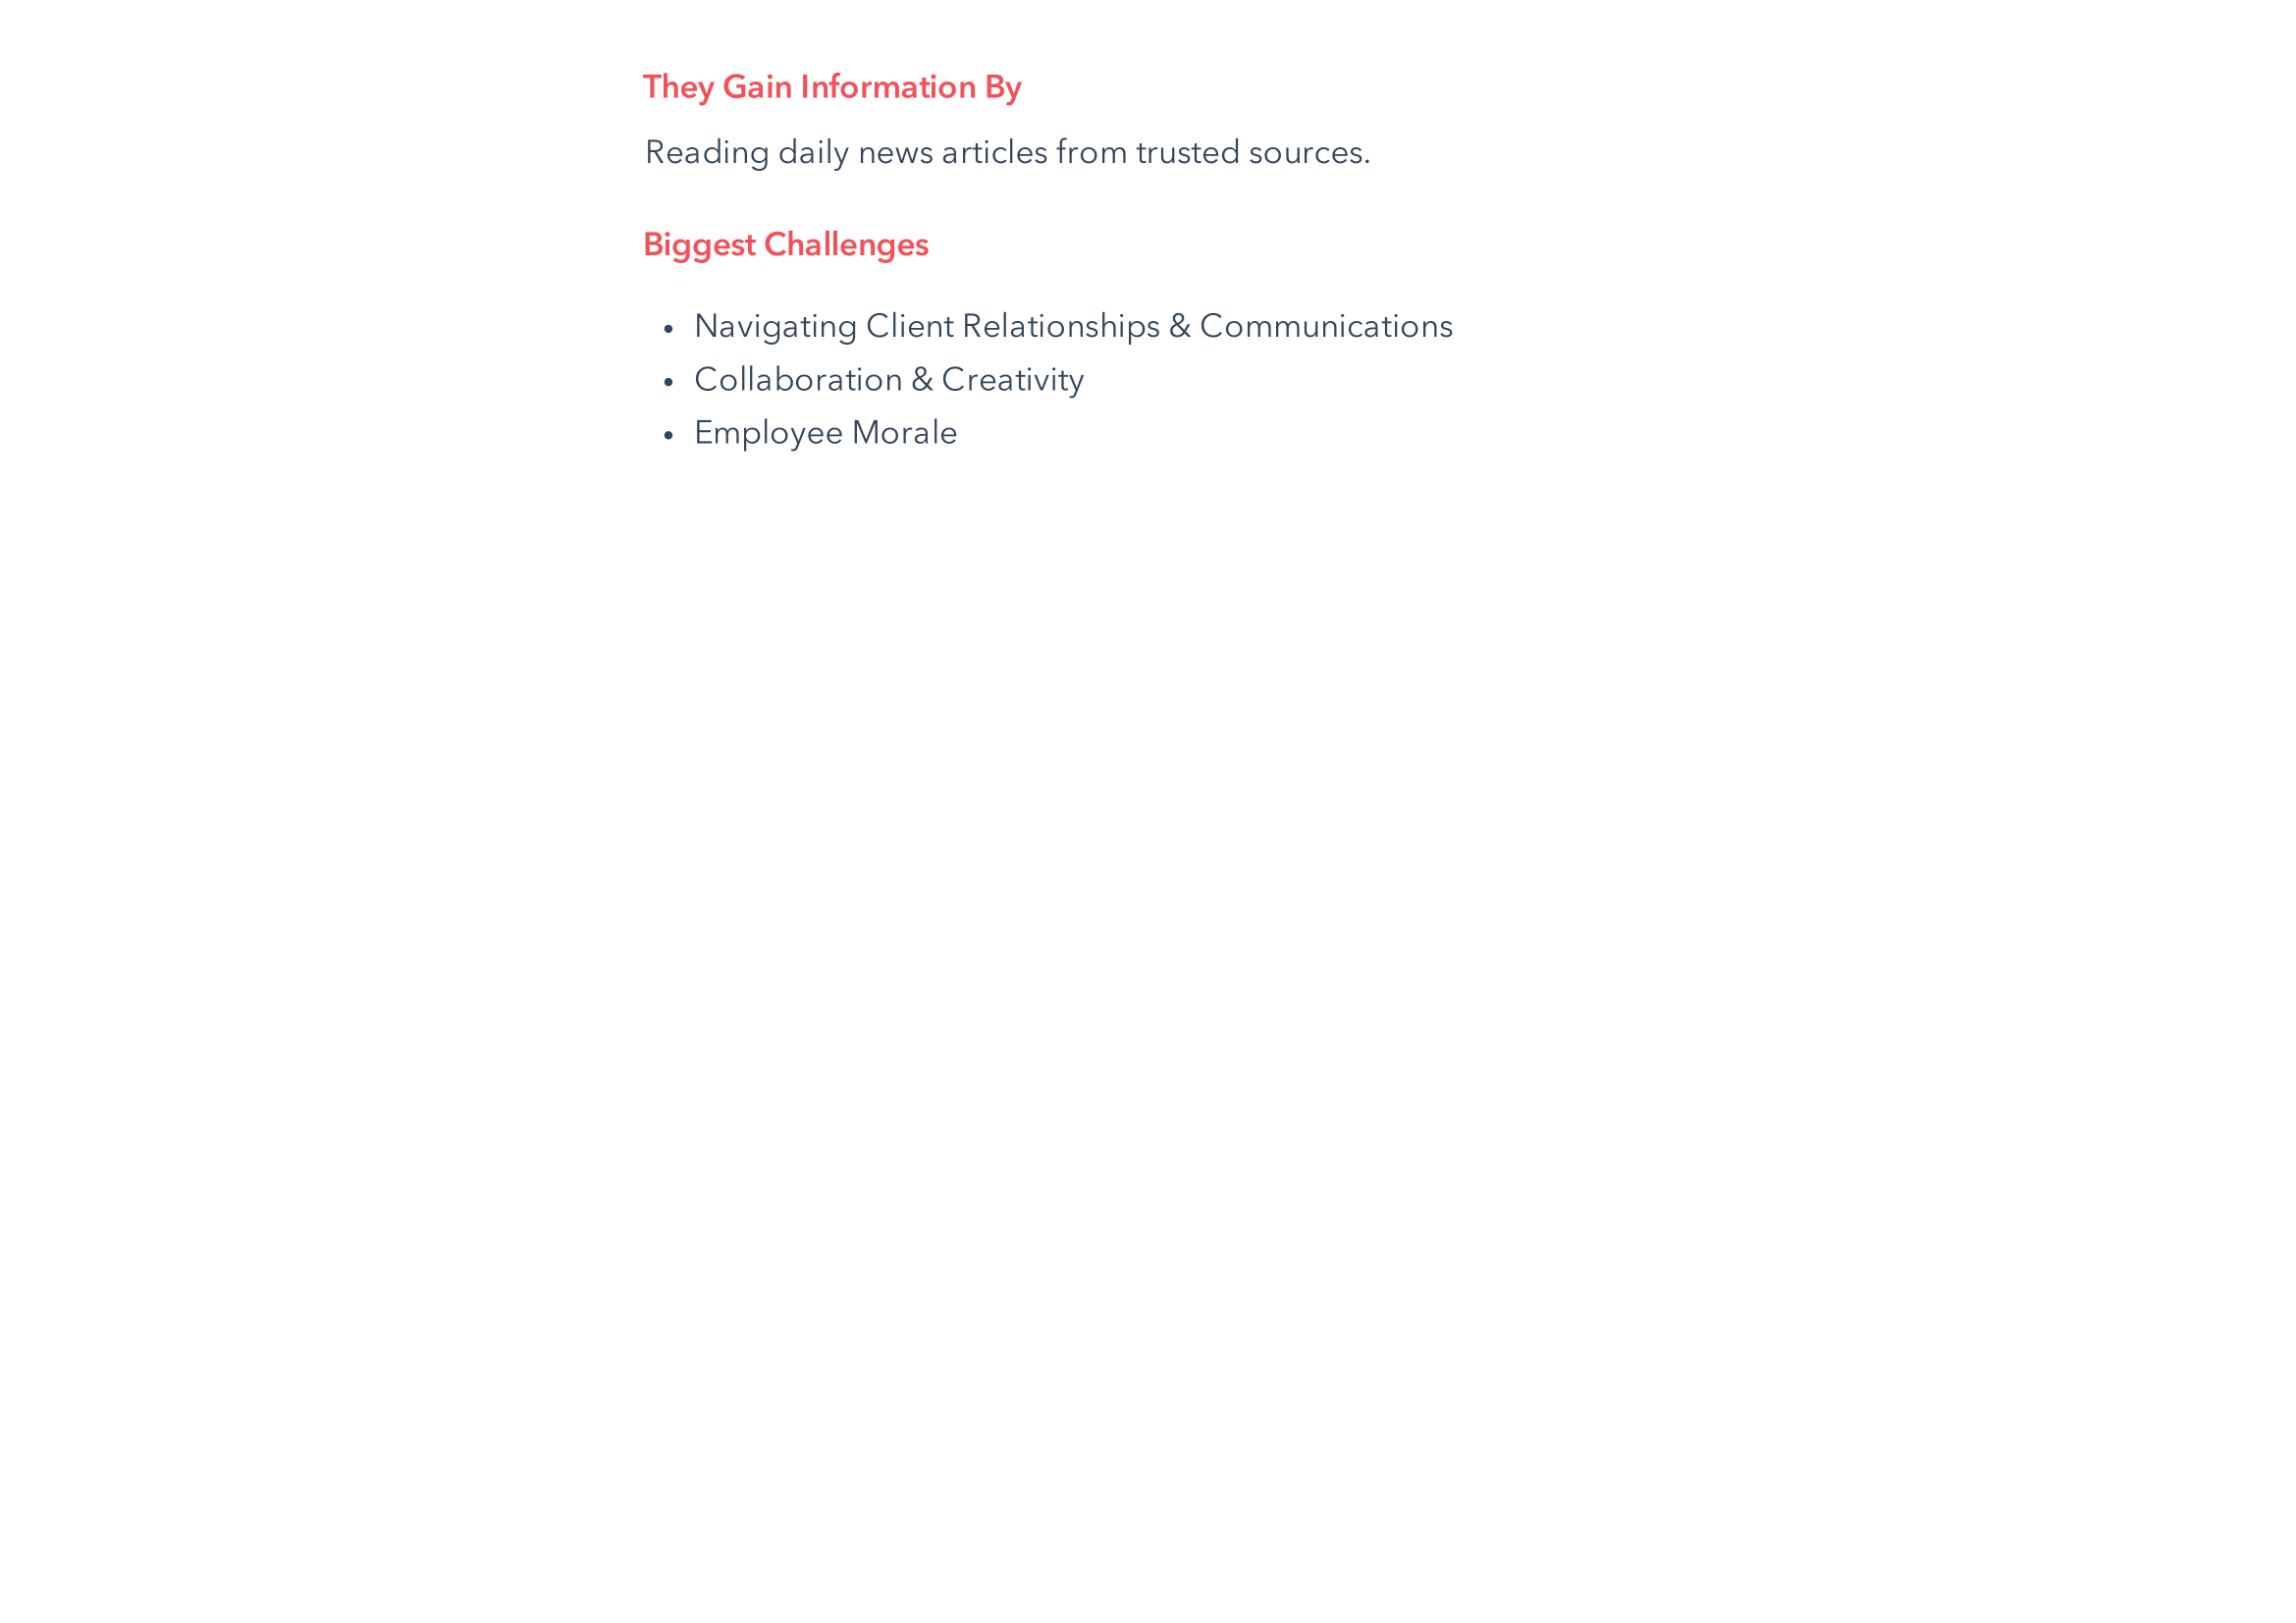 They Gain Information By
Reading daily news articles from trusted sources.
Biggest Challenges
• Navigating Client Relationships & Communications
• Collaboration & Creativity
• Employee Morale